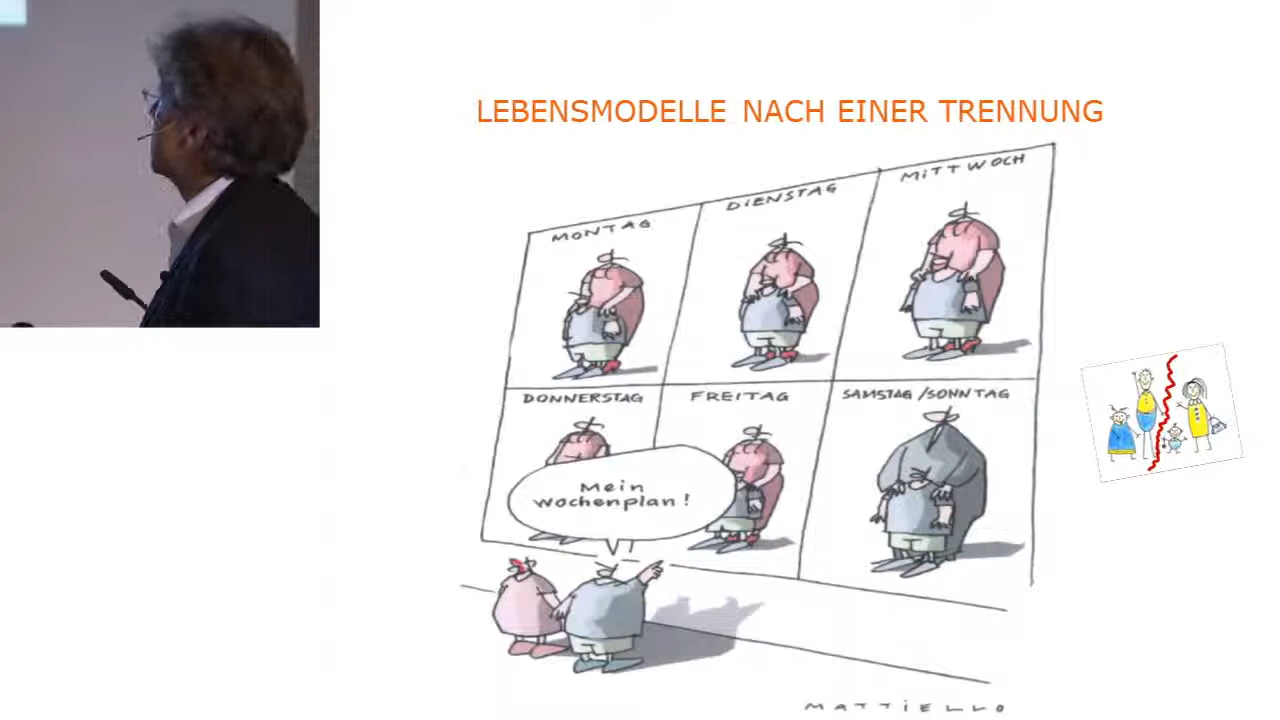 LEBENSMODELLE NACH EINER TRENNUNG
MONTAG
DIENSTAG
MITTWOCH
DONNERSTAG
FREITAG
SAMSTAG/SONNTAG
Mein
Wochenplan!
MATTIELLO